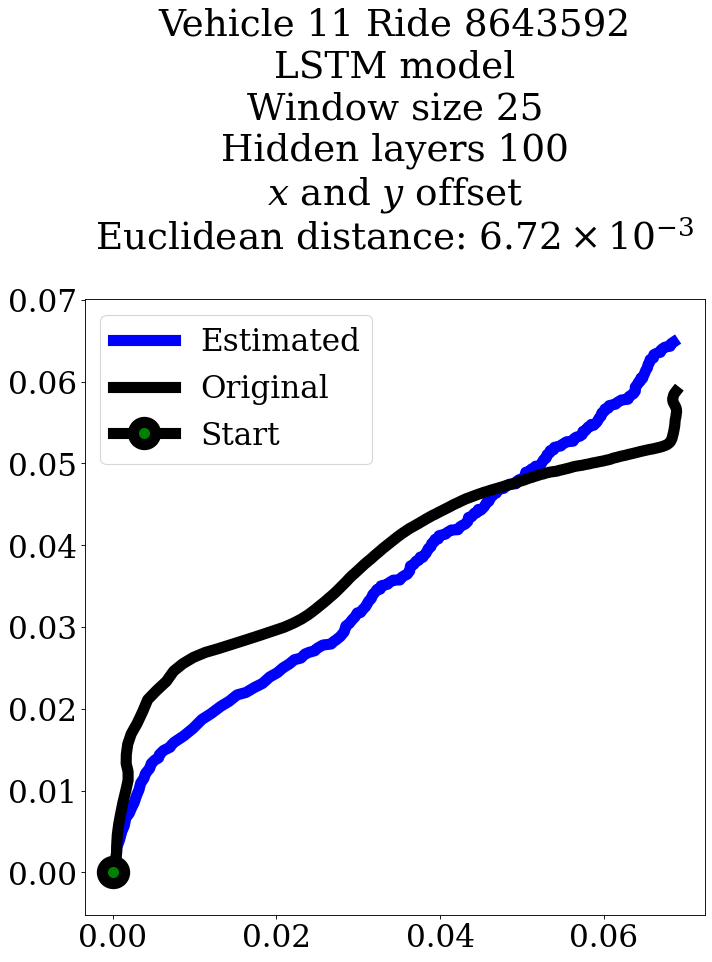 Vehicle 11 Ride 8643592
LSTM model
Window size 25
Hidden layers 100
x and y offset
Euclidean distance: 6.72 × 10⁻³
0.07
0.06
0.05
0.04
0.03
0.02
0.01
0.00
Estimated
Original
Start
0.00 0.02 0.04 0.06